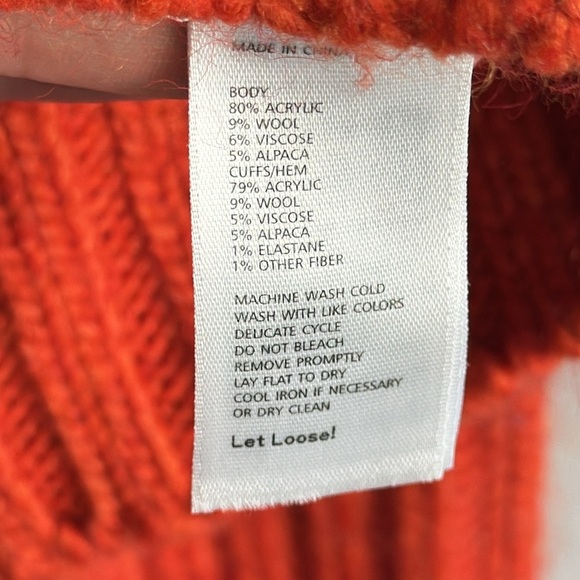 MADE IN CHINA
BODY
80% ACRYLIC
9% WOOL
6% VISCOSE
5% ALPACA
CUFFS/HEM
79% ACRYLIC
9% WOOL
5% VISCOSE
5% ALPACA
1% ELASTANE
1% OTHER FIBER
MACHINE WASH COLD
WASH WITH LIKE COLORS
DELICATE CYCLE
DO NOT BLEACH
REMOVE PROMPTLY
LAY FLAT TO DRY
COOL IRON IF NECESSARY
OR DRY CLEAN
Let Loose!